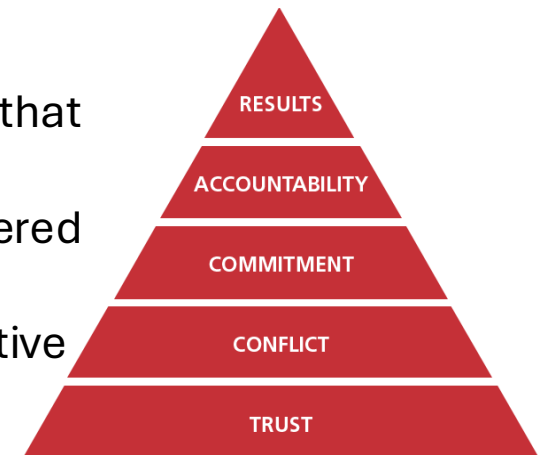 that
ered
tive
RESULTS
ACCOUNTABILITY
COMMITMENT
CONFLICT
TRUST